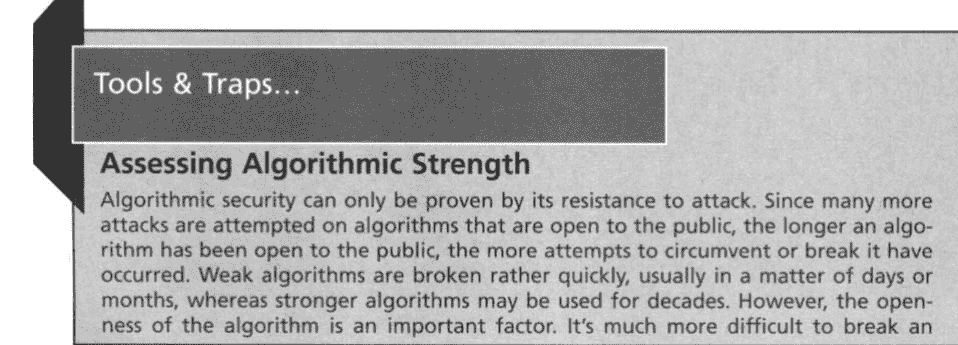 Tools & Traps...
Assessing Algorithmic Strength
Algorithmic security can only be proven by its resistance to attack. Since many more
attacks are attempted on algorithms that are open to the public, the longer an algo-
rithm has been open to the public, the more attempts to circumvent or break it have
occurred. Weak algorithms are broken rather quickly, usually in a matter of days or
months, whereas stronger algorithms may be used for decades. However, the open-
ness of the algorithm is an important factor. It's much more difficult to break an